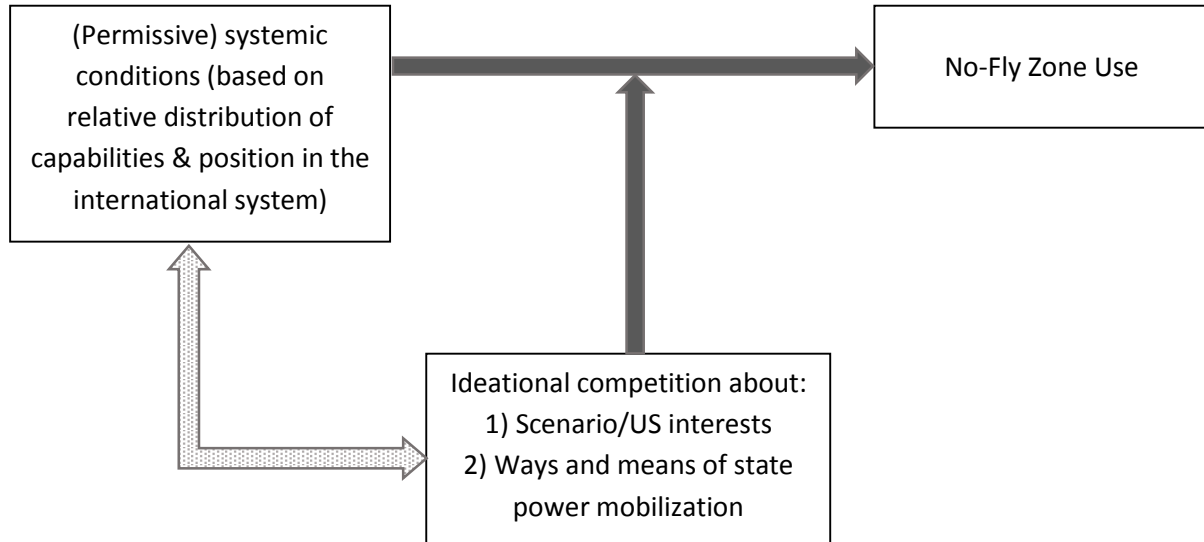 (Permissive) systemic
conditions (based on
relative distribution of
capabilities & position in the
international system)
No-Fly Zone Use
Ideational competition about:
1) Scenario/US interests
2) Ways and means of state
power mobilization